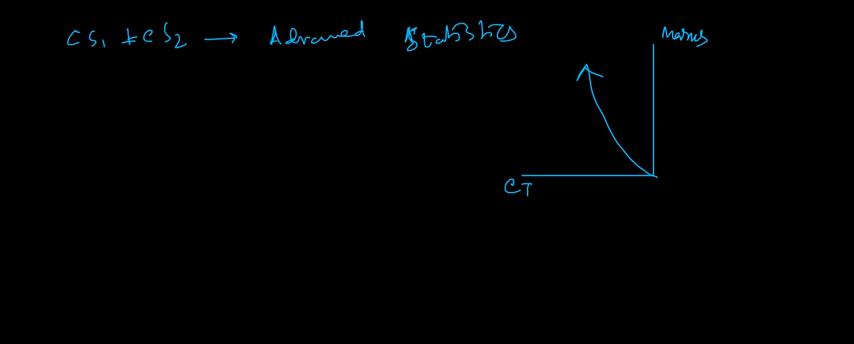 CS1 + CS2 → Advanced Statistics
Marks
CT